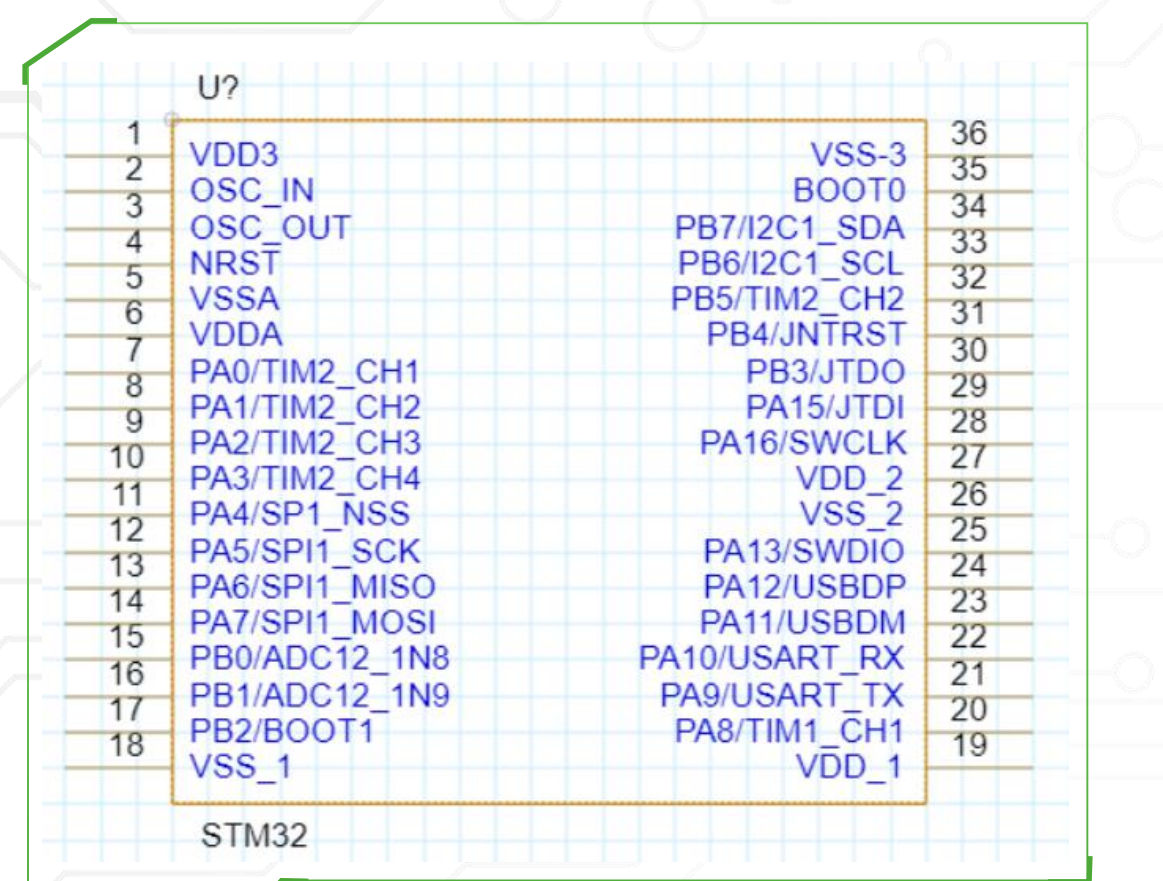 U?
1 VDD3 VSS-3 36
2 OSC_IN BOOT0 35
3 OSC_OUT PB7/I2C1_SDA 34
4 NRST PB6/I2C1_SCL 33
5 VSSA PB5/TIM2_CH2 32
6 VDDA PB4/JNTRST 31
7 PA0/TIM2_CH1 PB3/JTDO 30
8 PA1/TIM2_CH2 PA15/JTDI 29
9 PA2/TIM2_CH3 PA16/SWCLK 28
10 PA3/TIM2_CH4 VDD_2 27
11 PA4/SP1_NSS VSS_2 26
12 PA5/SPI1_SCK PA13/SWDIO 25
13 PA6/SPI1_MISO PA12/USBDP 24
14 PA7/SPI1_MOSI PA11/USBDM 23
15 PB0/ADC12_1N8 PA10/USART_RX 22
16 PB1/ADC12_1N9 PA9/USART_TX 21
17 PB2/BOOT1 PA8/TIM1_CH1 20
18 VSS_1 VDD_1 19
STM32